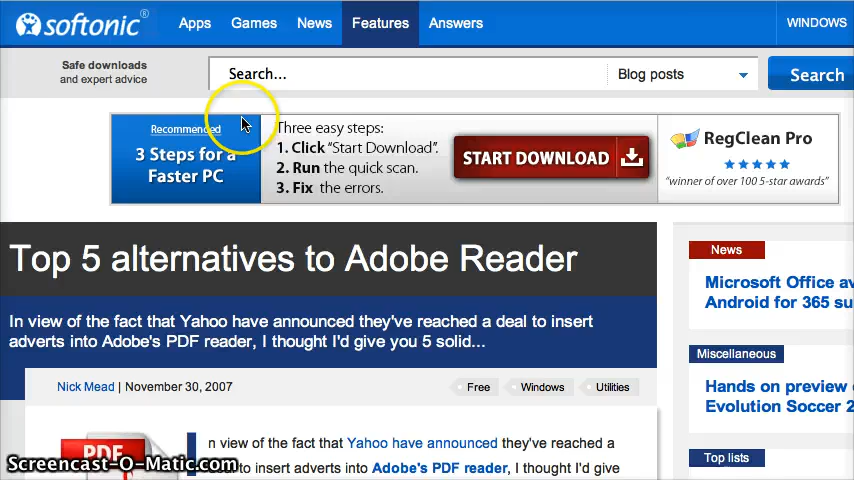 softonic®
Apps Games News Features Answers WINDOWS
Safe downloads
and expert advice
Search...
Blog posts
Search
Recommended
3 Steps for a
Faster PC
Three easy steps:
1. Click "Start Download".
2. Run the quick scan.
3. Fix the errors.
START DOWNLOAD
RegClean Pro
"winner of over 100 5-star awards"
Top 5 alternatives to Adobe Reader
In view of the fact that Yahoo have announced they've reached a deal to insert
adverts into Adobe's PDF reader, I thought I'd give you 5 solid...
Nick Mead | November 30, 2007
Free Windows Utilities
PDF
n view of the fact that Yahoo have announced they've reached a
deal to insert adverts into Adobe's PDF reader, I thought I'd give
News
Microsoft Office av
Android for 365 su
Miscellaneous
Hands on preview
Evolution Soccer 2
Top lists
Screencast-O-Matic.com